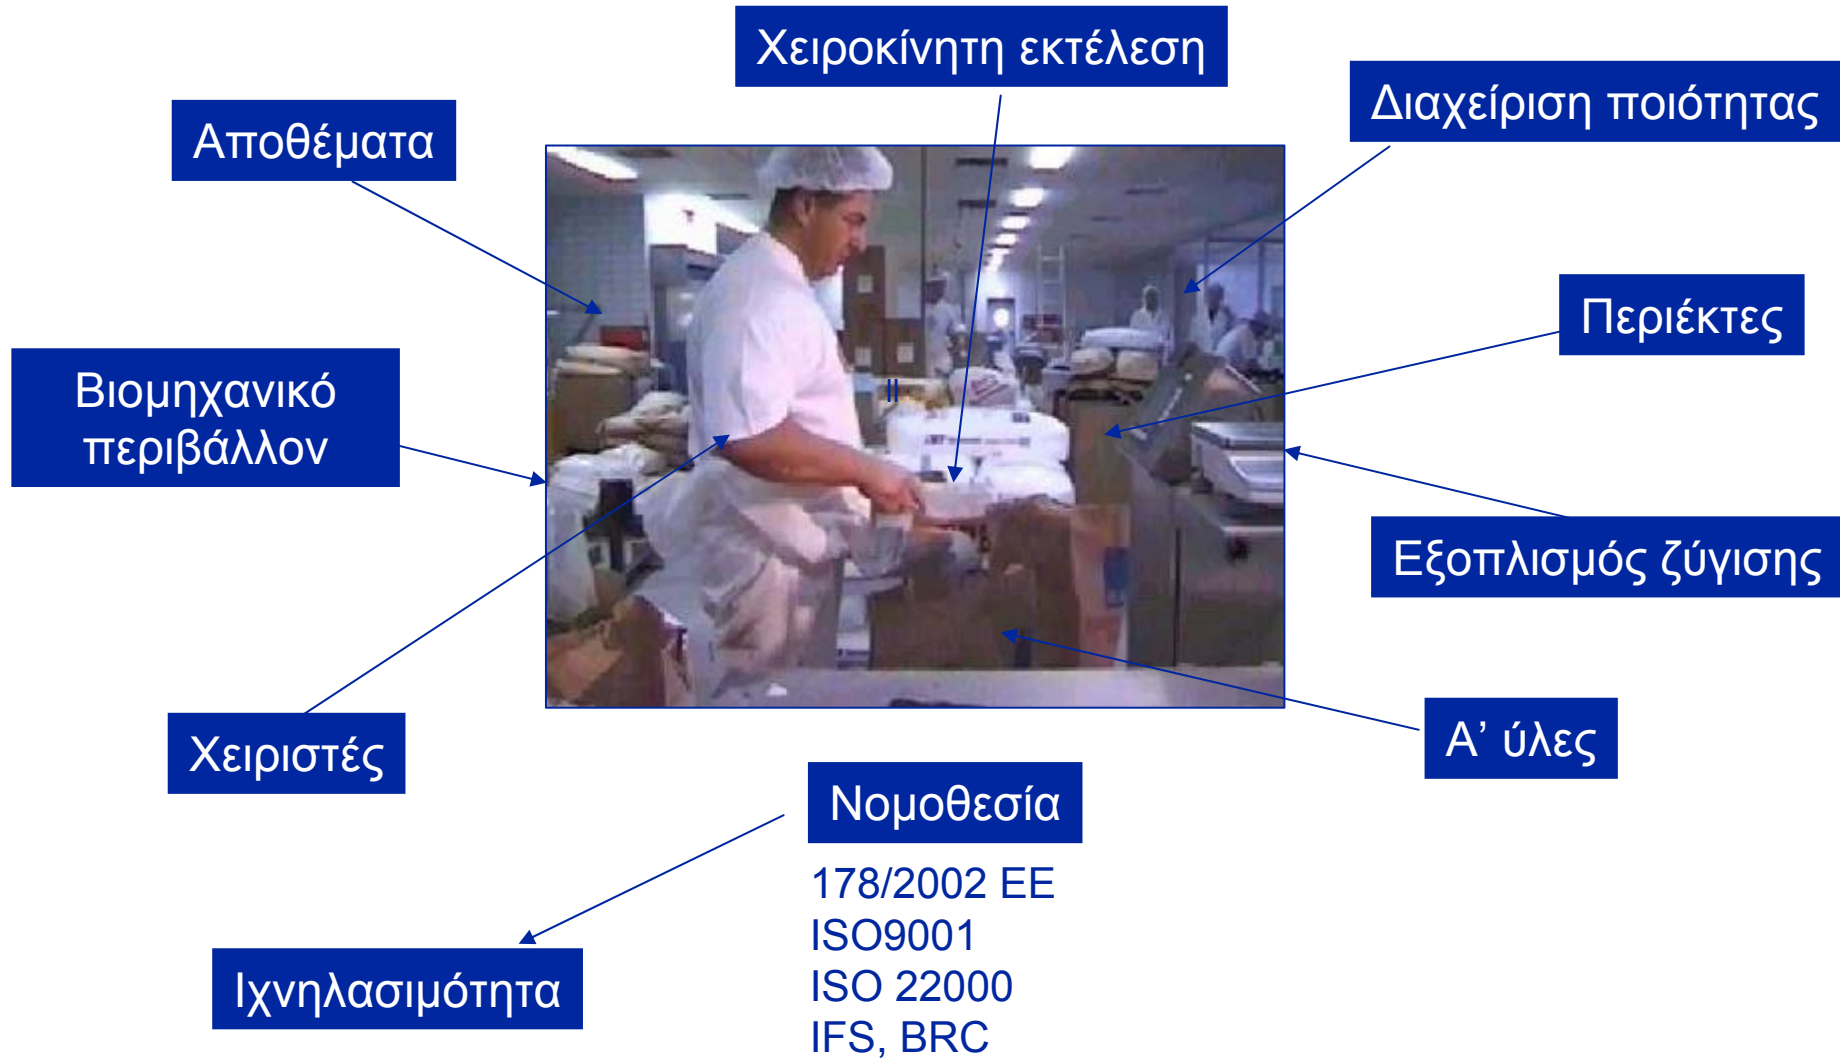 Χειροκίνητη εκτέλεση
Διαχείριση ποιότητας
Αποθέματα
Περιέκτες
Βιομηχανικό
περιβάλλον
II
Εξοπλισμός ζύγισης
Α’ ύλες
Χειριστές
Νομοθεσία
178/2002 ΕΕ
ISO9001
ISO 22000
IFS, BRC
Ιχνηλασιμότητα